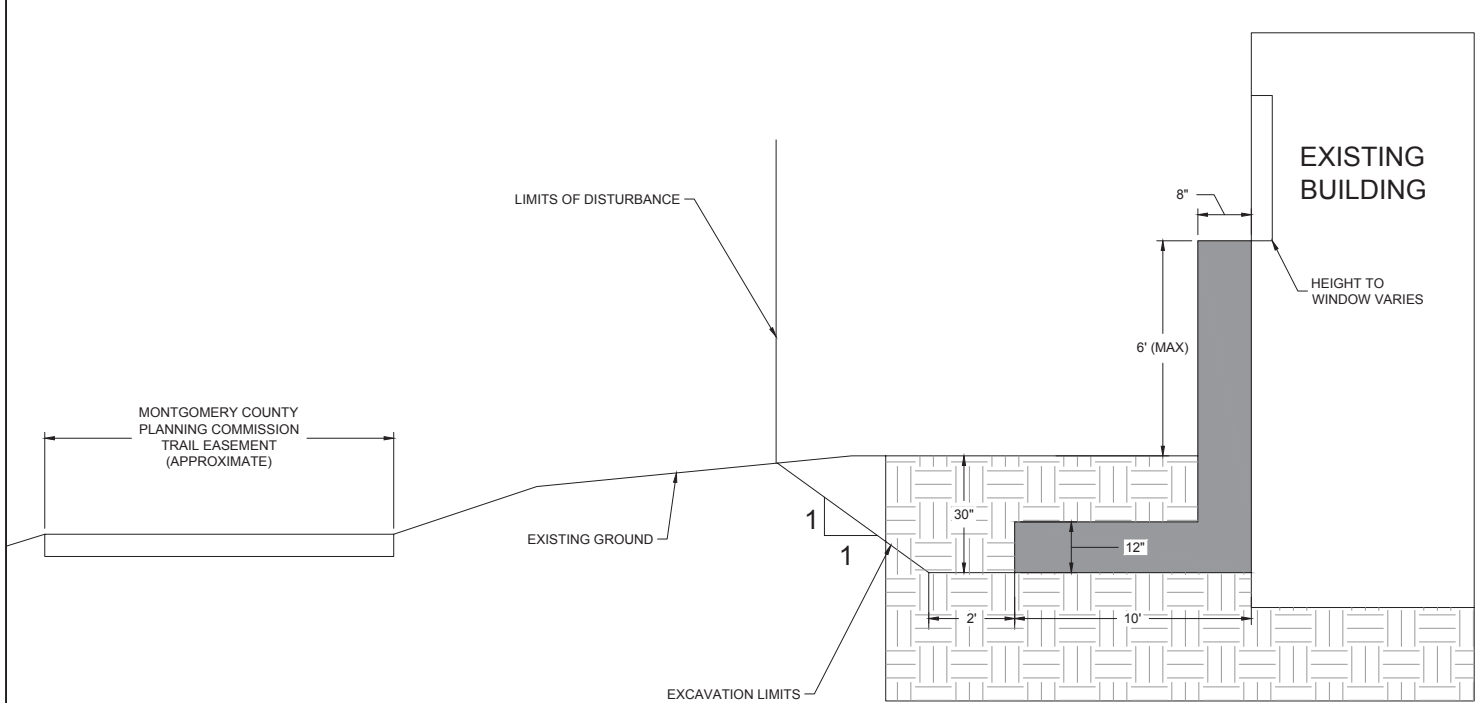 EXISTING
BUILDING
8"
LIMITS OF DISTURBANCE
HEIGHT TO
WINDOW VARIES
6' (MAX)
MONTGOMERY COUNTY
PLANNING COMMISSION
TRAIL EASEMENT
(APPROXIMATE)
30"
1
1
EXISTING GROUND
12"
2'
10'
EXCAVATION LIMITS